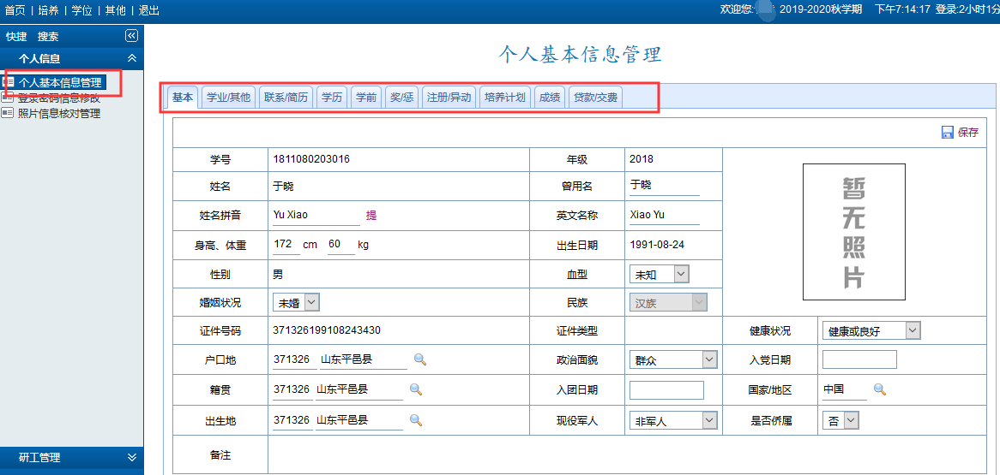 首页 | 培养 | 学位 | 其他 | 退出
欢迎您: 2019-2020秋学期 下午7:14:17 登录:2小时1分
快捷 搜索
个人信息
个人基本信息管理
登录密码信息修改
照片信息核对管理
研工管理
个人基本信息管理
基本 学业/其他 联系/简历 学历 学前 奖/惩 注册/异动 培养计划 成绩 贷款/交费
保存
学号 1811080203016 年级 2018
姓名 于晓 曾用名 于晓
姓名拼音 Yu Xiao 提 英文名称 Xiao Yu
身高、体重 172 cm 60 kg 出生日期 1991-08-24
性别 男 血型 未知
婚姻状况 未婚 民族 汉族
暂
无
照
片
证件号码 371326199108243430 证件类型 健康状况 健康或良好
户口地 371326 山东平邑县 政治面貌 群众 入党日期
籍贯 371326 山东平邑县 入团日期 国家/地区 中国
出生地 371326 山东平邑县 现役军人 非军人 是否侨属 否
备注